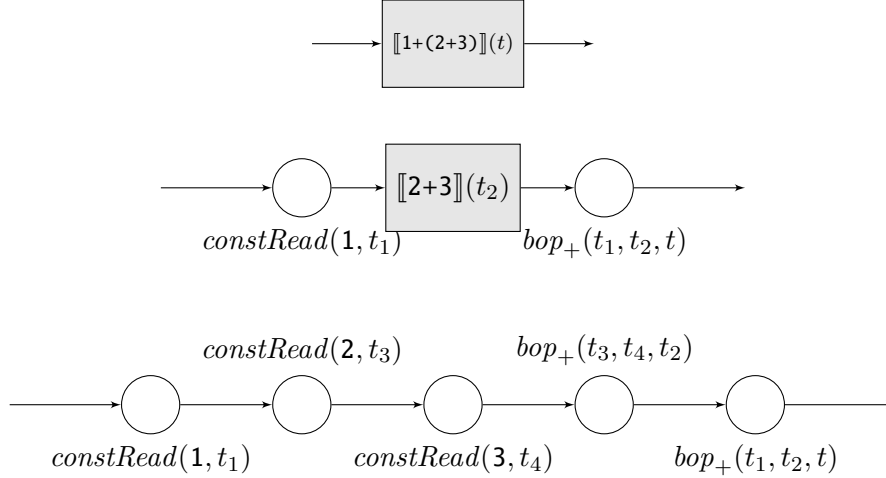 ⟦1+(2+3)⟧(t)
⟦2+3⟧(t₂)
constRead(1, t₁) bop₊(t₁, t₂, t)
constRead(2, t₃) bop₊(t₃, t₄, t₂)
constRead(1, t₁) constRead(3, t₄) bop₊(t₁, t₂, t)